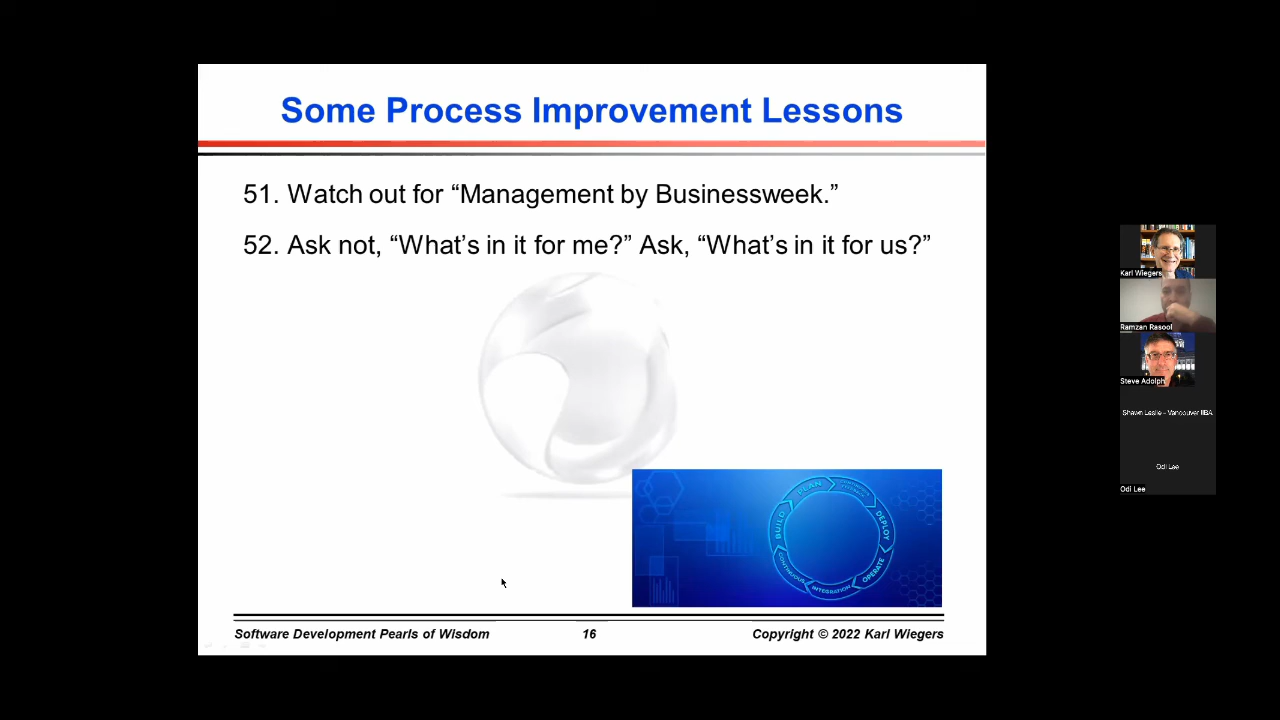 Some Process Improvement Lessons
51. Watch out for “Management by Businessweek.”
52. Ask not, “What’s in it for me?” Ask, “What’s in it for us?”
PLAN
DEPLOY
OPERATE
INTEGRATION
CONTINUOUS
BUILD
Software Development Pearls of Wisdom
16
Copyright © 2022 Karl Wiegers
Karl Wiegers
Ramzan Rasool
Steve Adolph
Shawn Leslie - Vancouver IIBA
Odi Lee
Odi Lee